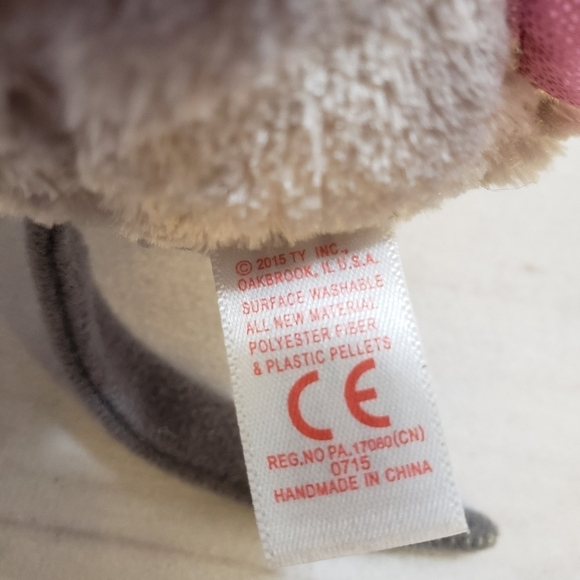 © 2015 TY INC.,
OAKBROOK, IL U.S.A.
SURFACE WASHABLE
ALL NEW MATERIAL
POLYESTER FIBER
& PLASTIC PELLETS
CE
REG.NO PA.17060(CN)
0715
HANDMADE IN CHINA